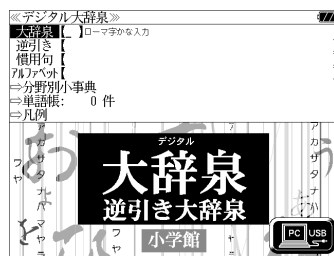 ≪デジタル大辞泉≫
大辞泉【_ 】ローマ字かな入力
逆引き【
慣用句【
アルファベット【
⇨分野別小事典
⇨単語帳: 0 件
⇨凡例
デジタル
大辞泉
逆引き大辞泉
小学館
PC USB